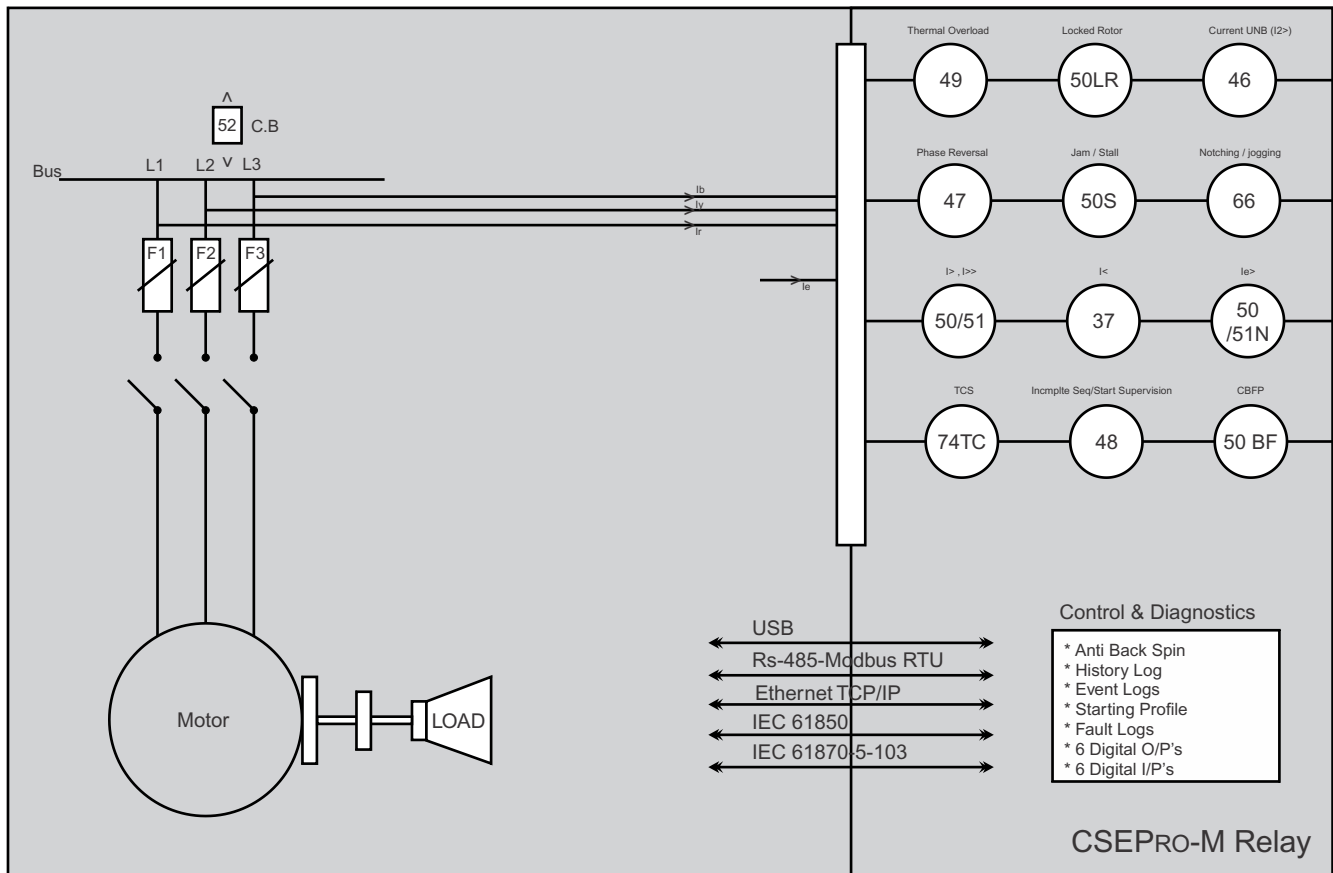 Thermal Overload
Locked Rotor
Current UNB (I2>)
49
50LR
46
52
C.B
L1
L2
L3
Bus
Phase Reversal
Jam / Stall
Notching / jogging
47
50S
66
Ib
Iy
Ir
F1
F2
F3
Ie
I> , I>>
I<
Ie>
50/51
37
50
/51N
TCS
Incmplte Seq/Start Supervision
CBFP
74TC
48
50 BF
USB
Rs-485-Modbus RTU
Ethernet TCP/IP
IEC 61850
IEC 61870-5-103
Control & Diagnostics
* Anti Back Spin
* History Log
* Event Logs
* Starting Profile
* Fault Logs
* 6 Digital O/P's
* 6 Digital I/P's
Motor
LOAD
CSEPRO-M Relay